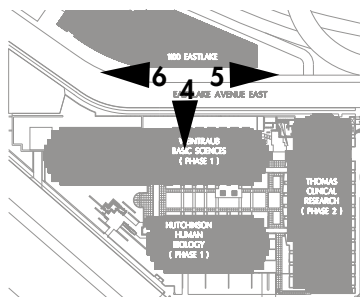 1100 EASTLAKE
6 5
4
EASTLAKE AVENUE EAST
WEINTRAUB
BASIC SCIENCES
( PHASE 1 )
THOMAS
CLINICAL
RESEARCH
( PHASE 2 )
HUTCHINSON
HUMAN
BIOLOGY
( PHASE 1 )